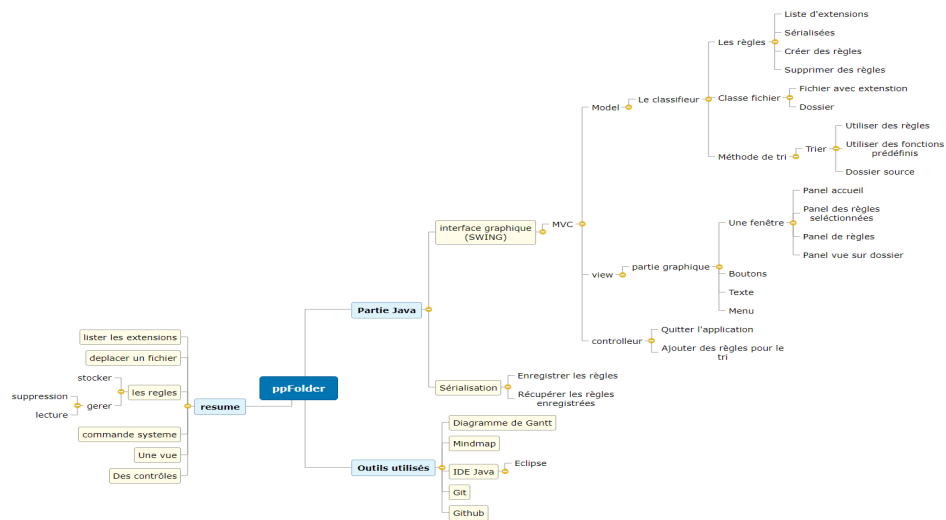 ppFolder
Partie Java
interface graphique
(SWING)
MVC
Model
Le classifieur
Les règles
Liste d'extensions
Sérialisées
Créer des règles
Supprimer des règles
Classe fichier
Fichier avec extenstion
Dossier
Méthode de tri
Trier
Utiliser des règles
Utiliser des fonctions
prédéfinis
Dossier source
view
partie graphique
Une fenêtre
Panel accueil
Panel des règles
seléctionnées
Panel de règles
Panel vue sur dossier
Boutons
Texte
Menu
controlleur
Quitter l'application
Ajouter des règles pour le
tri
Sérialisation
Enregistrer les règles
Récupérer les règles
enregistrées
Outils utilisés
Diagramme de Gantt
Mindmap
IDE Java
Eclipse
Git
Github
resume
lister les extensions
deplacer un fichier
les regles
stocker
gerer
suppression
lecture
commande systeme
Une vue
Des contrôles